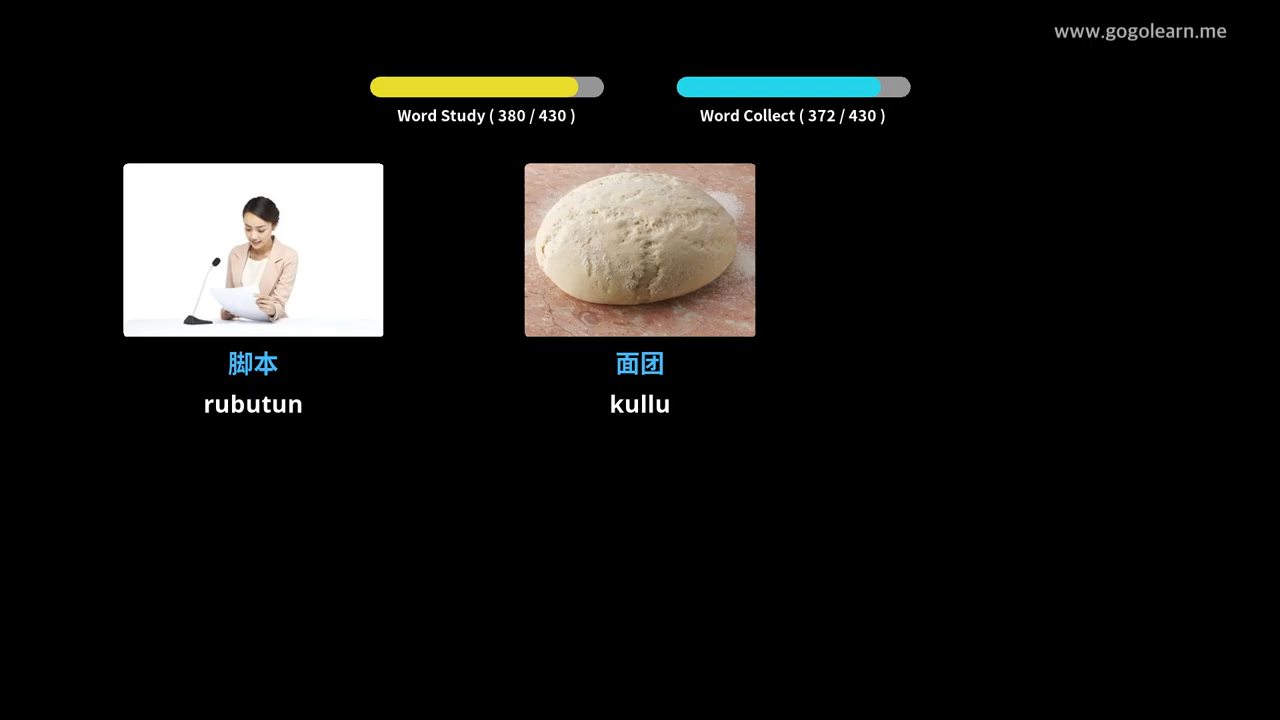 www.gogolearn.me
Word Study ( 380 / 430 )
Word Collect ( 372 / 430 )
脚本
rubutun
面团
kullu